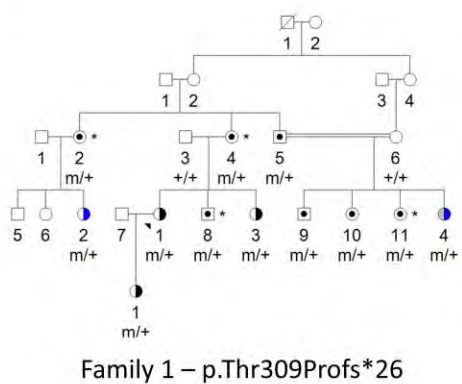 1 2
1 2 3 4
1 2 * 3 4 * 5 6
m/+ +/+ m/+ m/+ +/+
5 6 2 7 1 8 * 3 9 10 11 * 4
m/+ m/+ m/+ m/+ m/+ m/+ m/+ m/+
1
m/+
Family 1 – p.Thr309Profs*26